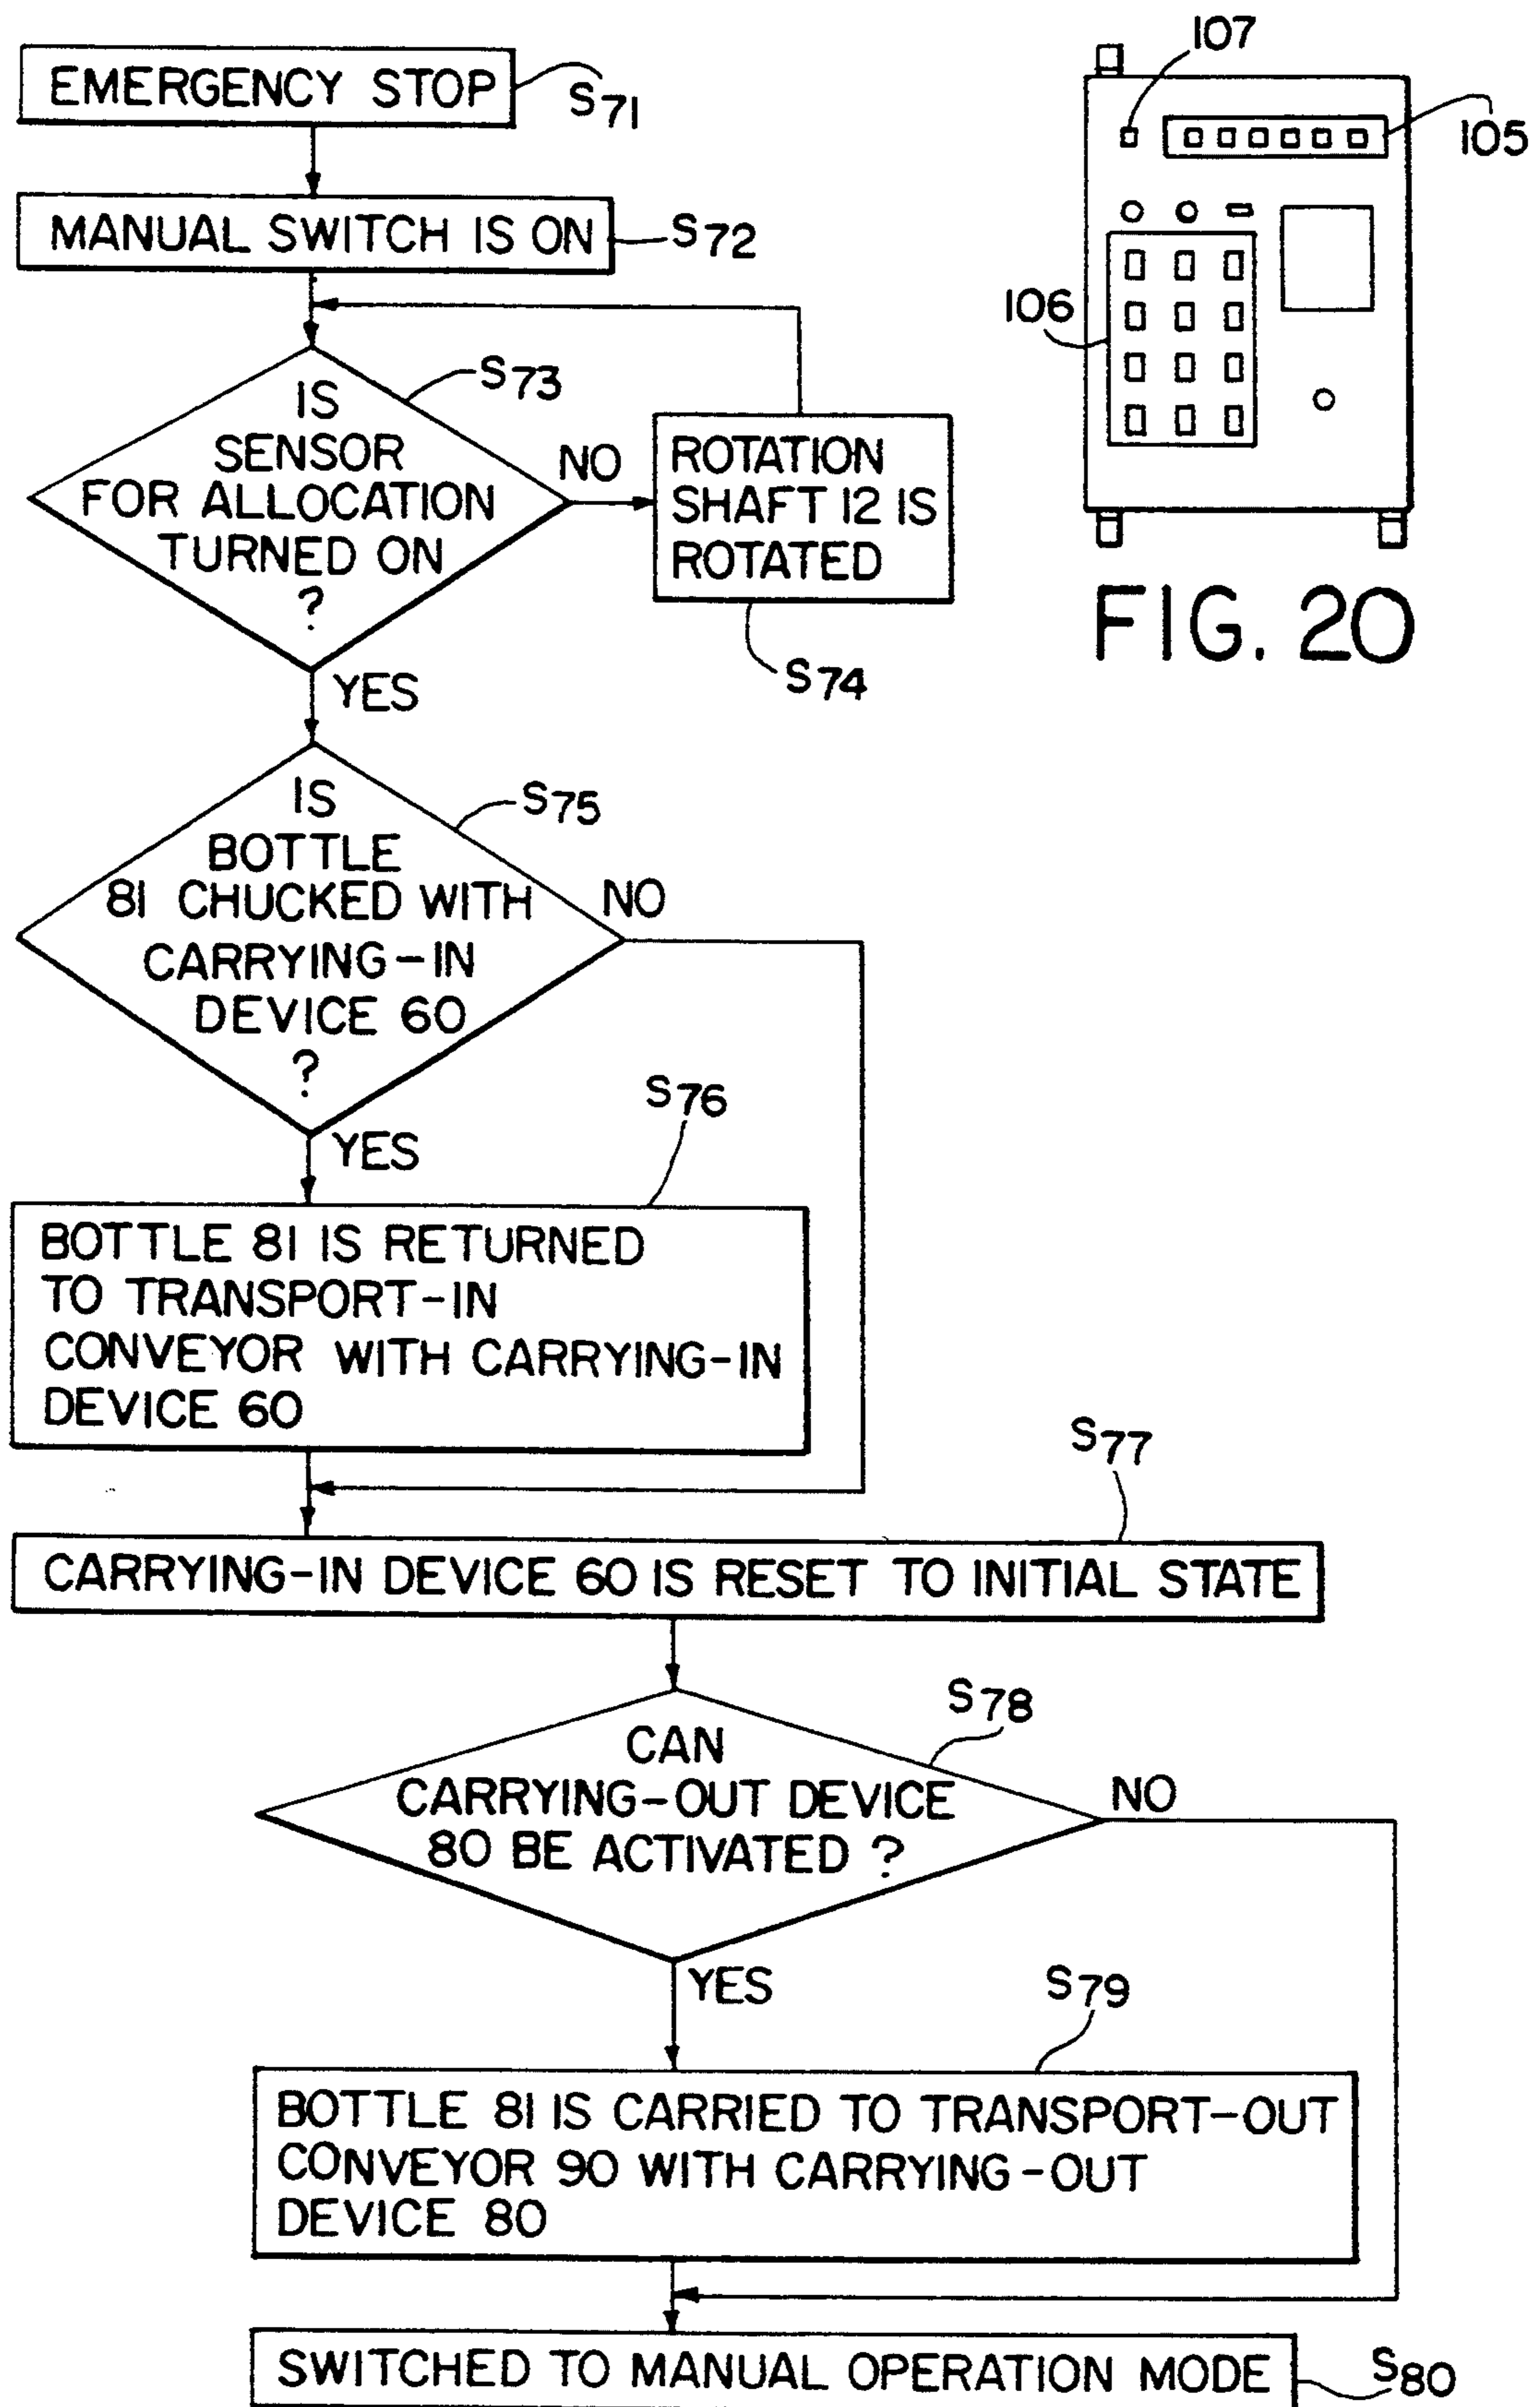 EMERGENCY STOP
S71
MANUAL SWITCH IS ON
S72
IS
SENSOR
FOR ALLOCATION
TURNED ON
?
S73
NO
ROTATION
SHAFT 12 IS
ROTATED
S74
YES
IS
BOTTLE
81 CHUCKED WITH
CARRYING-IN
DEVICE 60
?
S75
NO
YES
S76
BOTTLE 81 IS RETURNED
TO TRANSPORT-IN
CONVEYOR WITH CARRYING-IN
DEVICE 60
S77
CARRYING-IN DEVICE 60 IS RESET TO INITIAL STATE
CAN
CARRYING-OUT DEVICE
80 BE ACTIVATED ?
S78
NO
YES
S79
BOTTLE 81 IS CARRIED TO TRANSPORT-OUT
CONVEYOR 90 WITH CARRYING-OUT
DEVICE 80
SWITCHED TO MANUAL OPERATION MODE
S80
107
105
106
FIG. 20